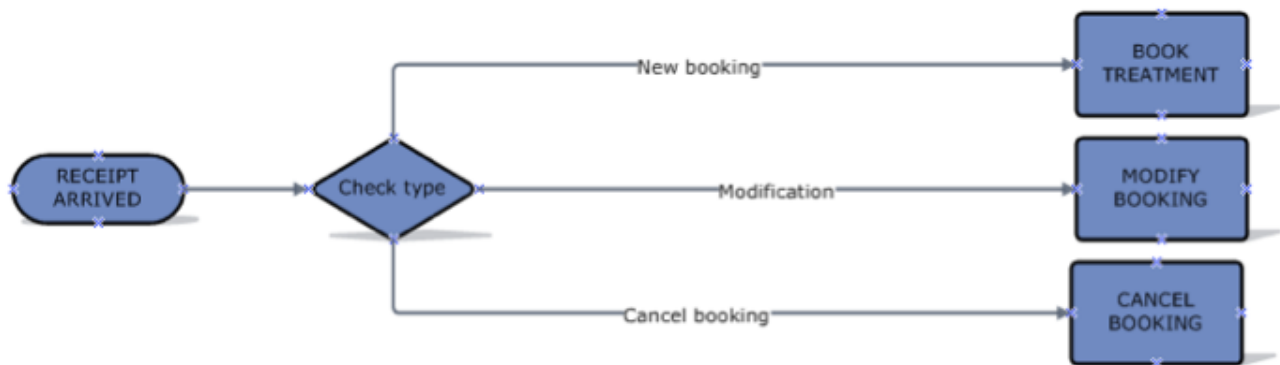 New booking
BOOK
TREATMENT
RECEIPT
ARRIVED
Check type
Modification
MODIFY
BOOKING
Cancel booking
CANCEL
BOOKING